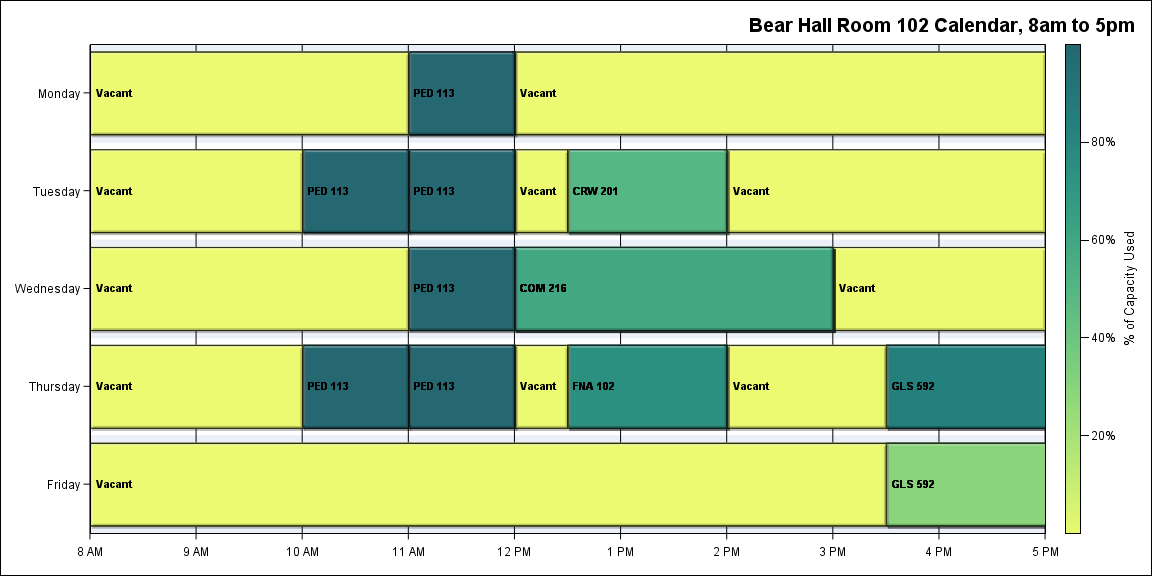 Bear Hall Room 102 Calendar, 8am to 5pm
Monday Vacant PED 113 Vacant
80%
Tuesday Vacant PED 113 PED 113 Vacant CRW 201 Vacant
60%
% of Capacity Used
Wednesday Vacant PED 113 COM 216 Vacant
40%
Thursday Vacant PED 113 PED 113 Vacant FNA 102 Vacant GLS 592
20%
Friday Vacant GLS 592
8 AM 9 AM 10 AM 11 AM 12 PM 1 PM 2 PM 3 PM 4 PM 5 PM